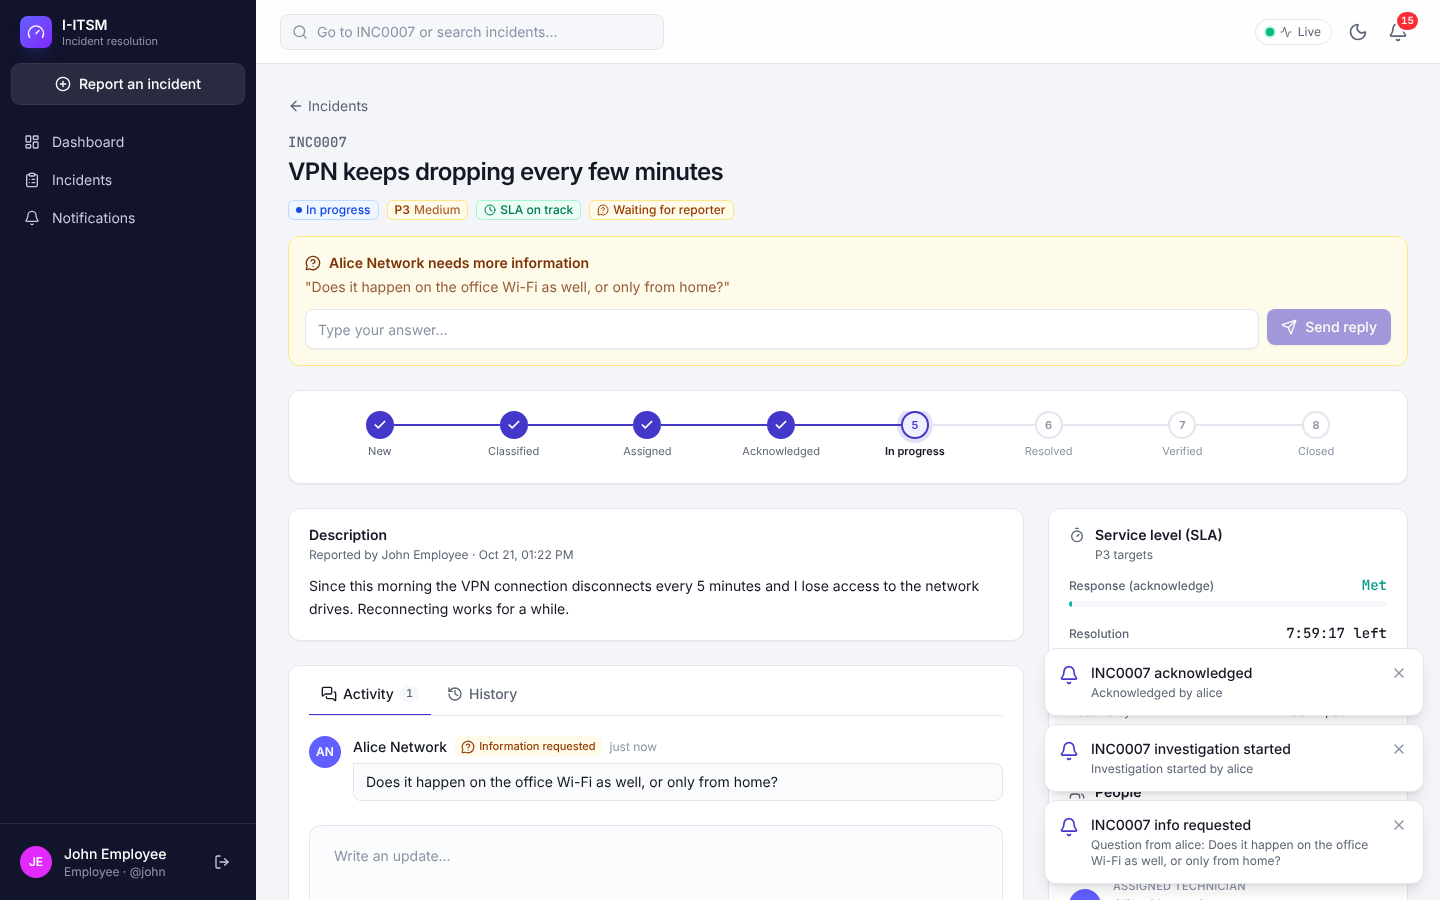 I-ITSM
Incident resolution
Report an incident
Dashboard
Incidents
Notifications
John Employee
Employee · @john
JE
Go to INC0007 or search incidents...
Live
15
Incidents
INC0007
VPN keeps dropping every few minutes
In progress
P3 Medium
SLA on track
Waiting for reporter
Alice Network needs more information
"Does it happen on the office Wi-Fi as well, or only from home?"
Type your answer...
Send reply
5
6
7
8
New
Classified
Assigned
Acknowledged
In progress
Resolved
Verified
Closed
Description
Reported by John Employee · Oct 21, 01:22 PM
Since this morning the VPN connection disconnects every 5 minutes and I lose access to the network
drives. Reconnecting works for a while.
Activity 1
History
AN
Alice Network
Information requested
just now
Does it happen on the office Wi-Fi as well, or only from home?
Write an update...
Service level (SLA)
P3 targets
Response (acknowledge)
Met
Resolution
7:59:17 left
INC0007 acknowledged
Acknowledged by alice
INC0007 investigation started
Investigation started by alice
People
INC0007 info requested
Question from alice: Does it happen on the office
Wi-Fi as well, or only from home?
ASSIGNED TECHNICIAN